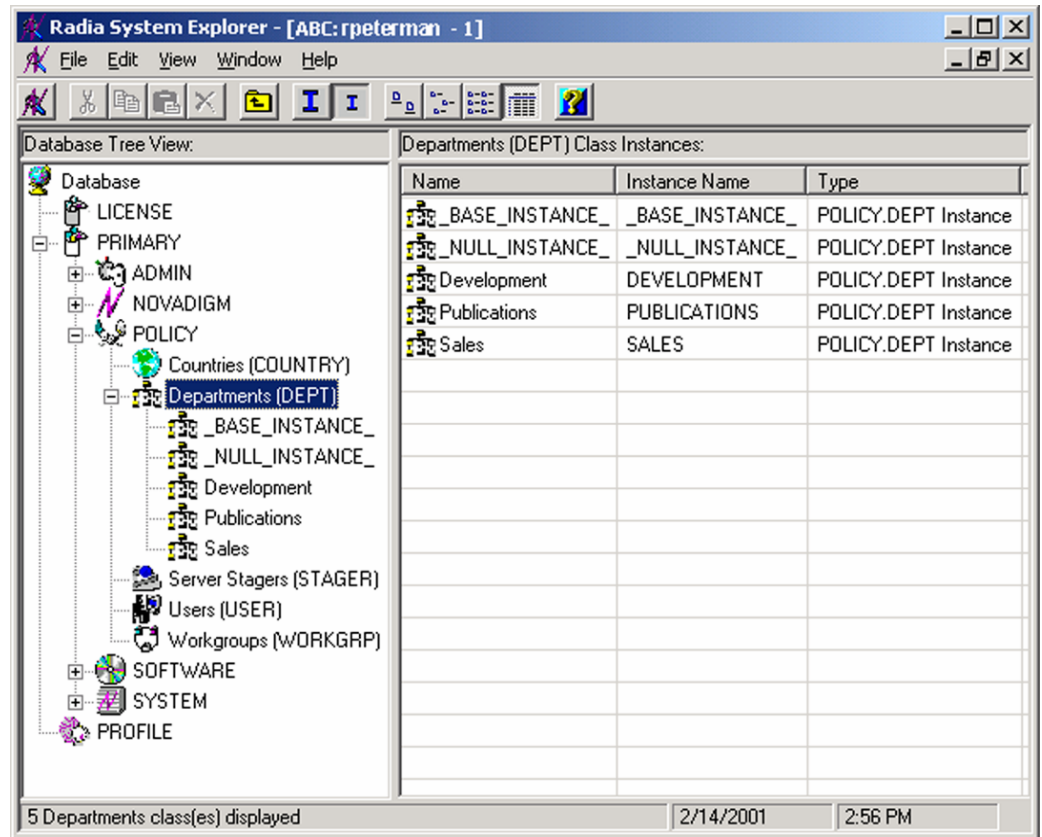 Radia System Explorer - [ABC: rpeterman - 1]
File Edit View Window Help
Database Tree View:
Departments (DEPT) Class Instances:
Database
LICENSE
PRIMARY
ADMIN
NOVADIGM
POLICY
Countries (COUNTRY)
Departments (DEPT)
_BASE_INSTANCE_
_NULL_INSTANCE_
Development
Publications
Sales
Server Stagers (STAGER)
Users (USER)
Workgroups (WORKGRP)
SOFTWARE
SYSTEM
PROFILE
Name Instance Name Type
_BASE_INSTANCE_ _BASE_INSTANCE_ POLICY.DEPT Instance
_NULL_INSTANCE_ _NULL_INSTANCE_ POLICY.DEPT Instance
Development DEVELOPMENT POLICY.DEPT Instance
Publications PUBLICATIONS POLICY.DEPT Instance
Sales SALES POLICY.DEPT Instance
5 Departments class(es) displayed 2/14/2001 2:56 PM